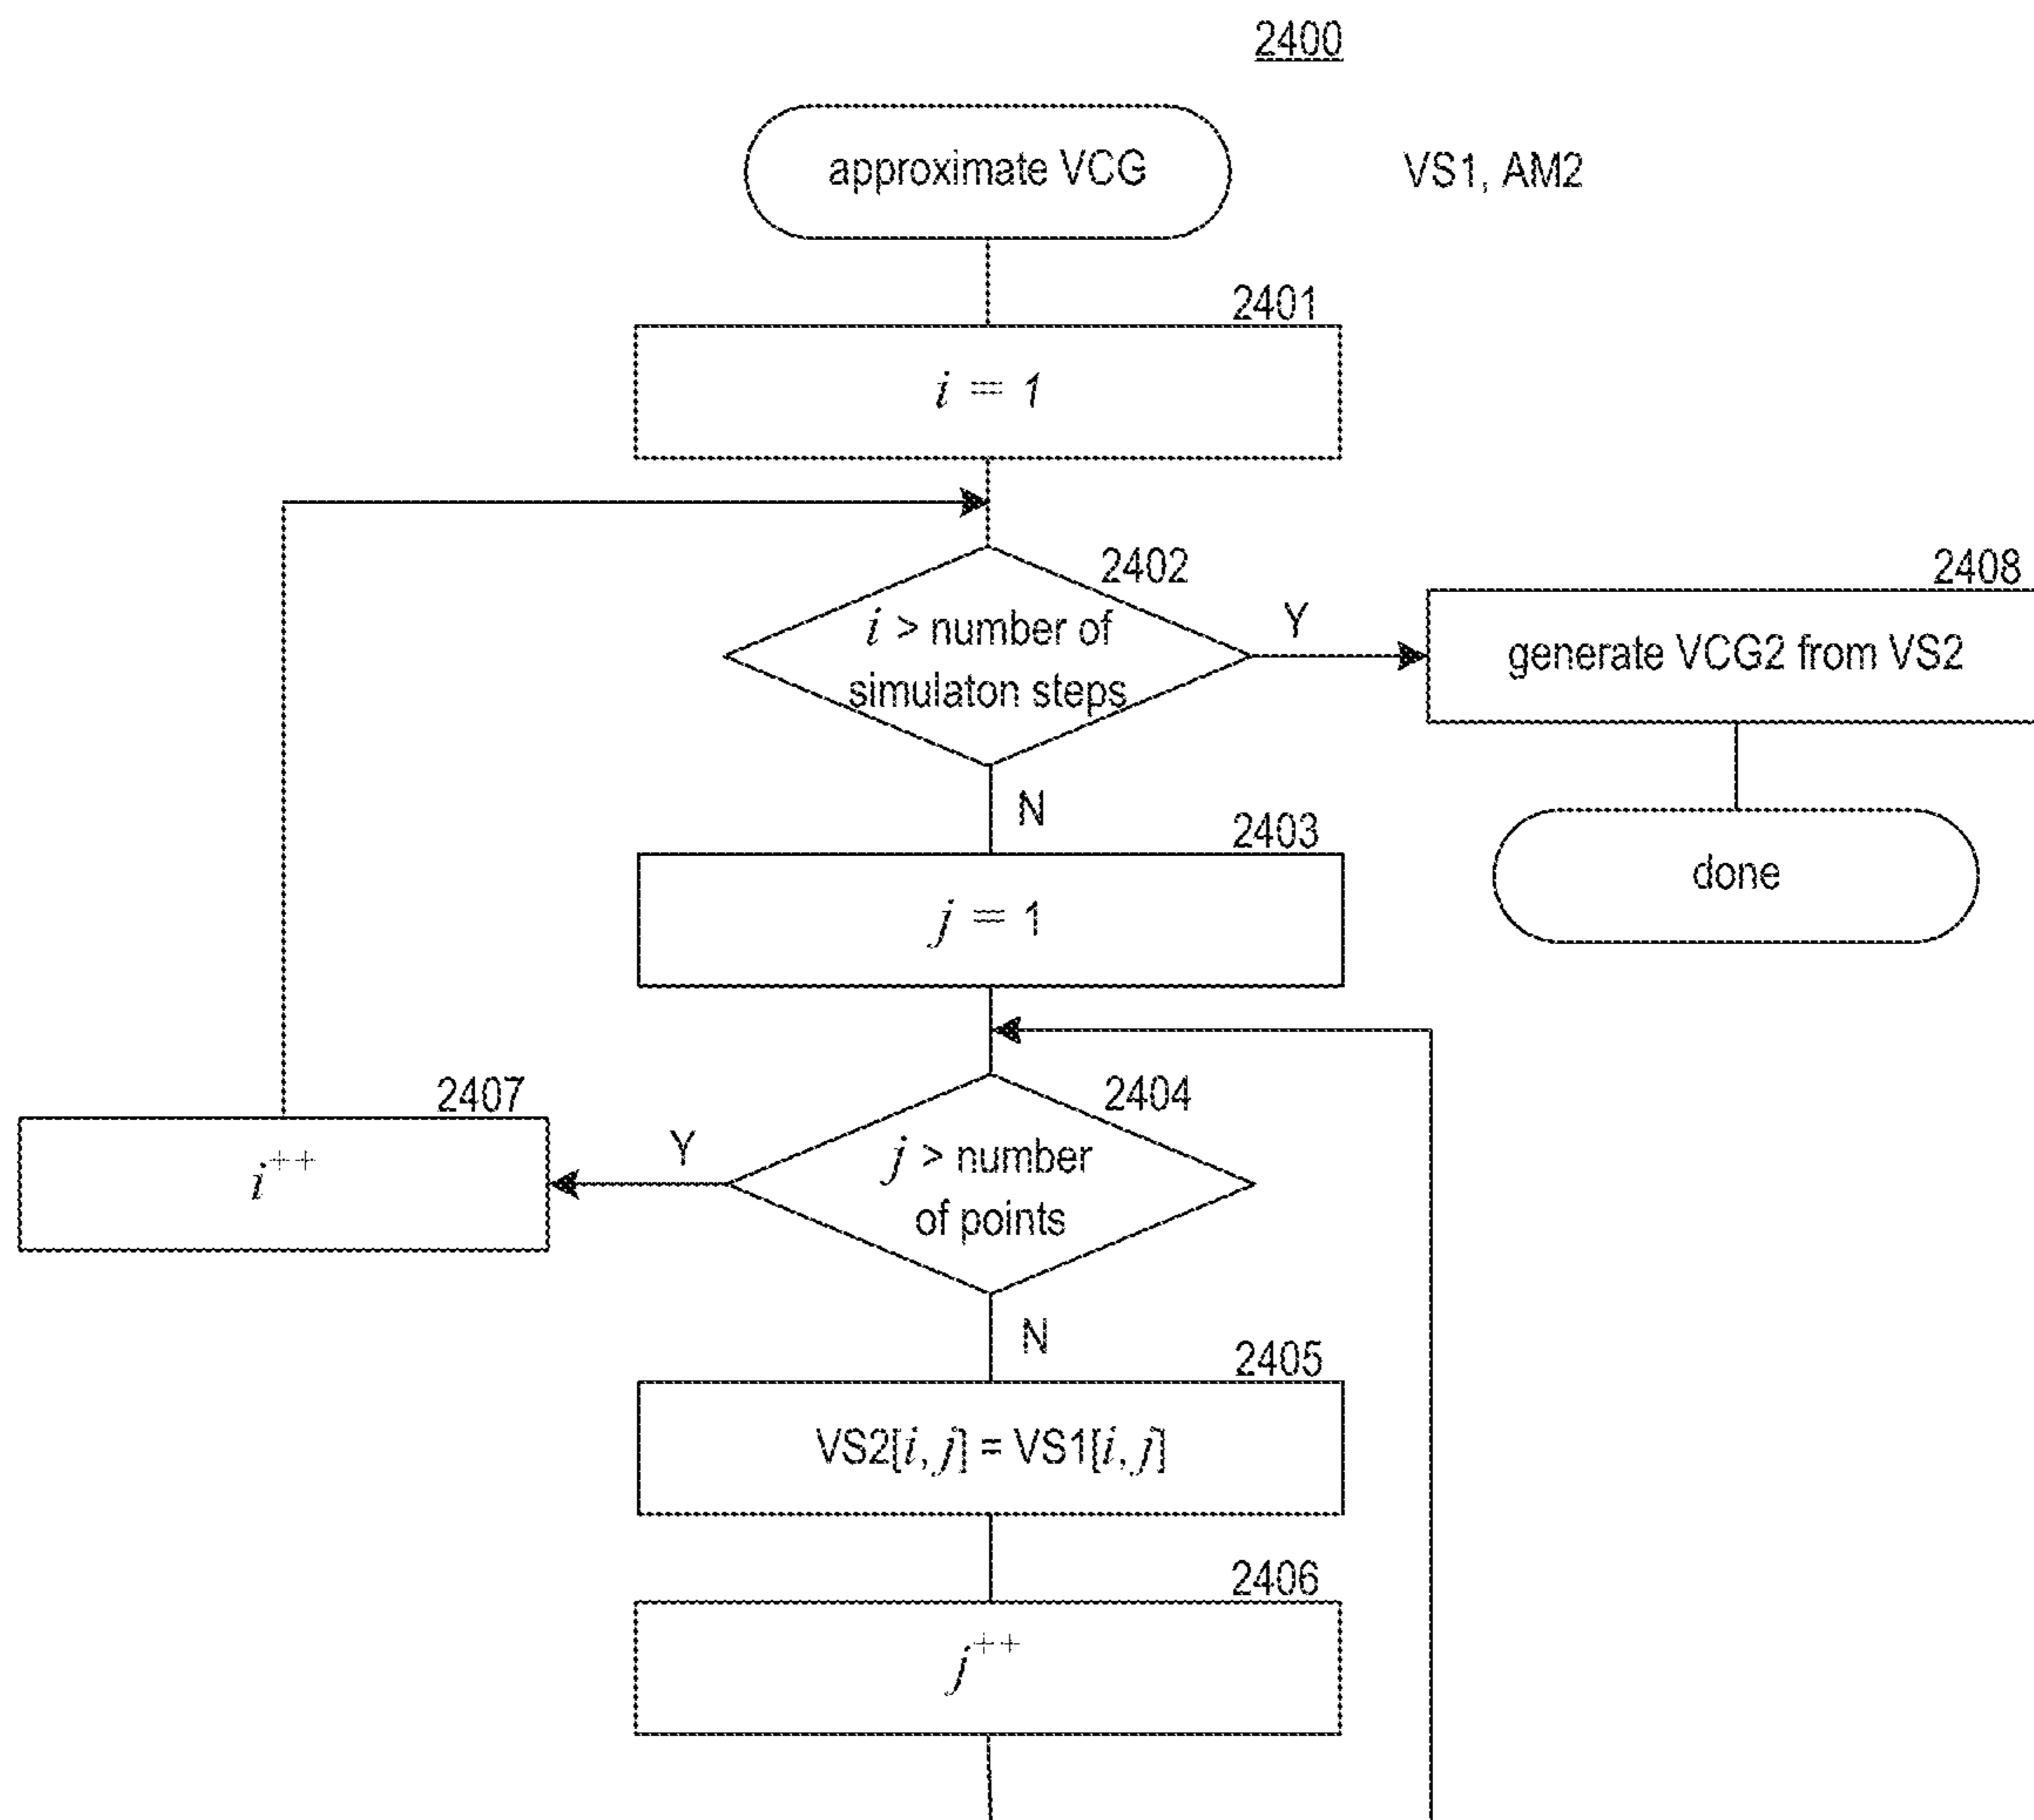 2400
approximate VCG
VS1, AM2
2401
i = 1
2402
i > number of
simulaton steps
Y
2408
generate VCG2 from VS2
N
2403
j = 1
done
2407
i++
Y
2404
j > number
of points
N
2405
VS2[i, j] = VS1[i, j]
2406
j++